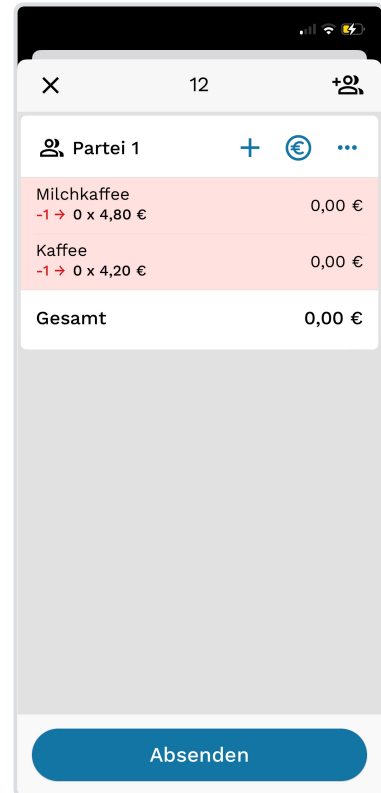 12
Partei 1
Milchkaffee
-1 → 0 x 4,80 € 0,00 €
Kaffee
-1 → 0 x 4,20 € 0,00 €
Gesamt 0,00 €
Absenden